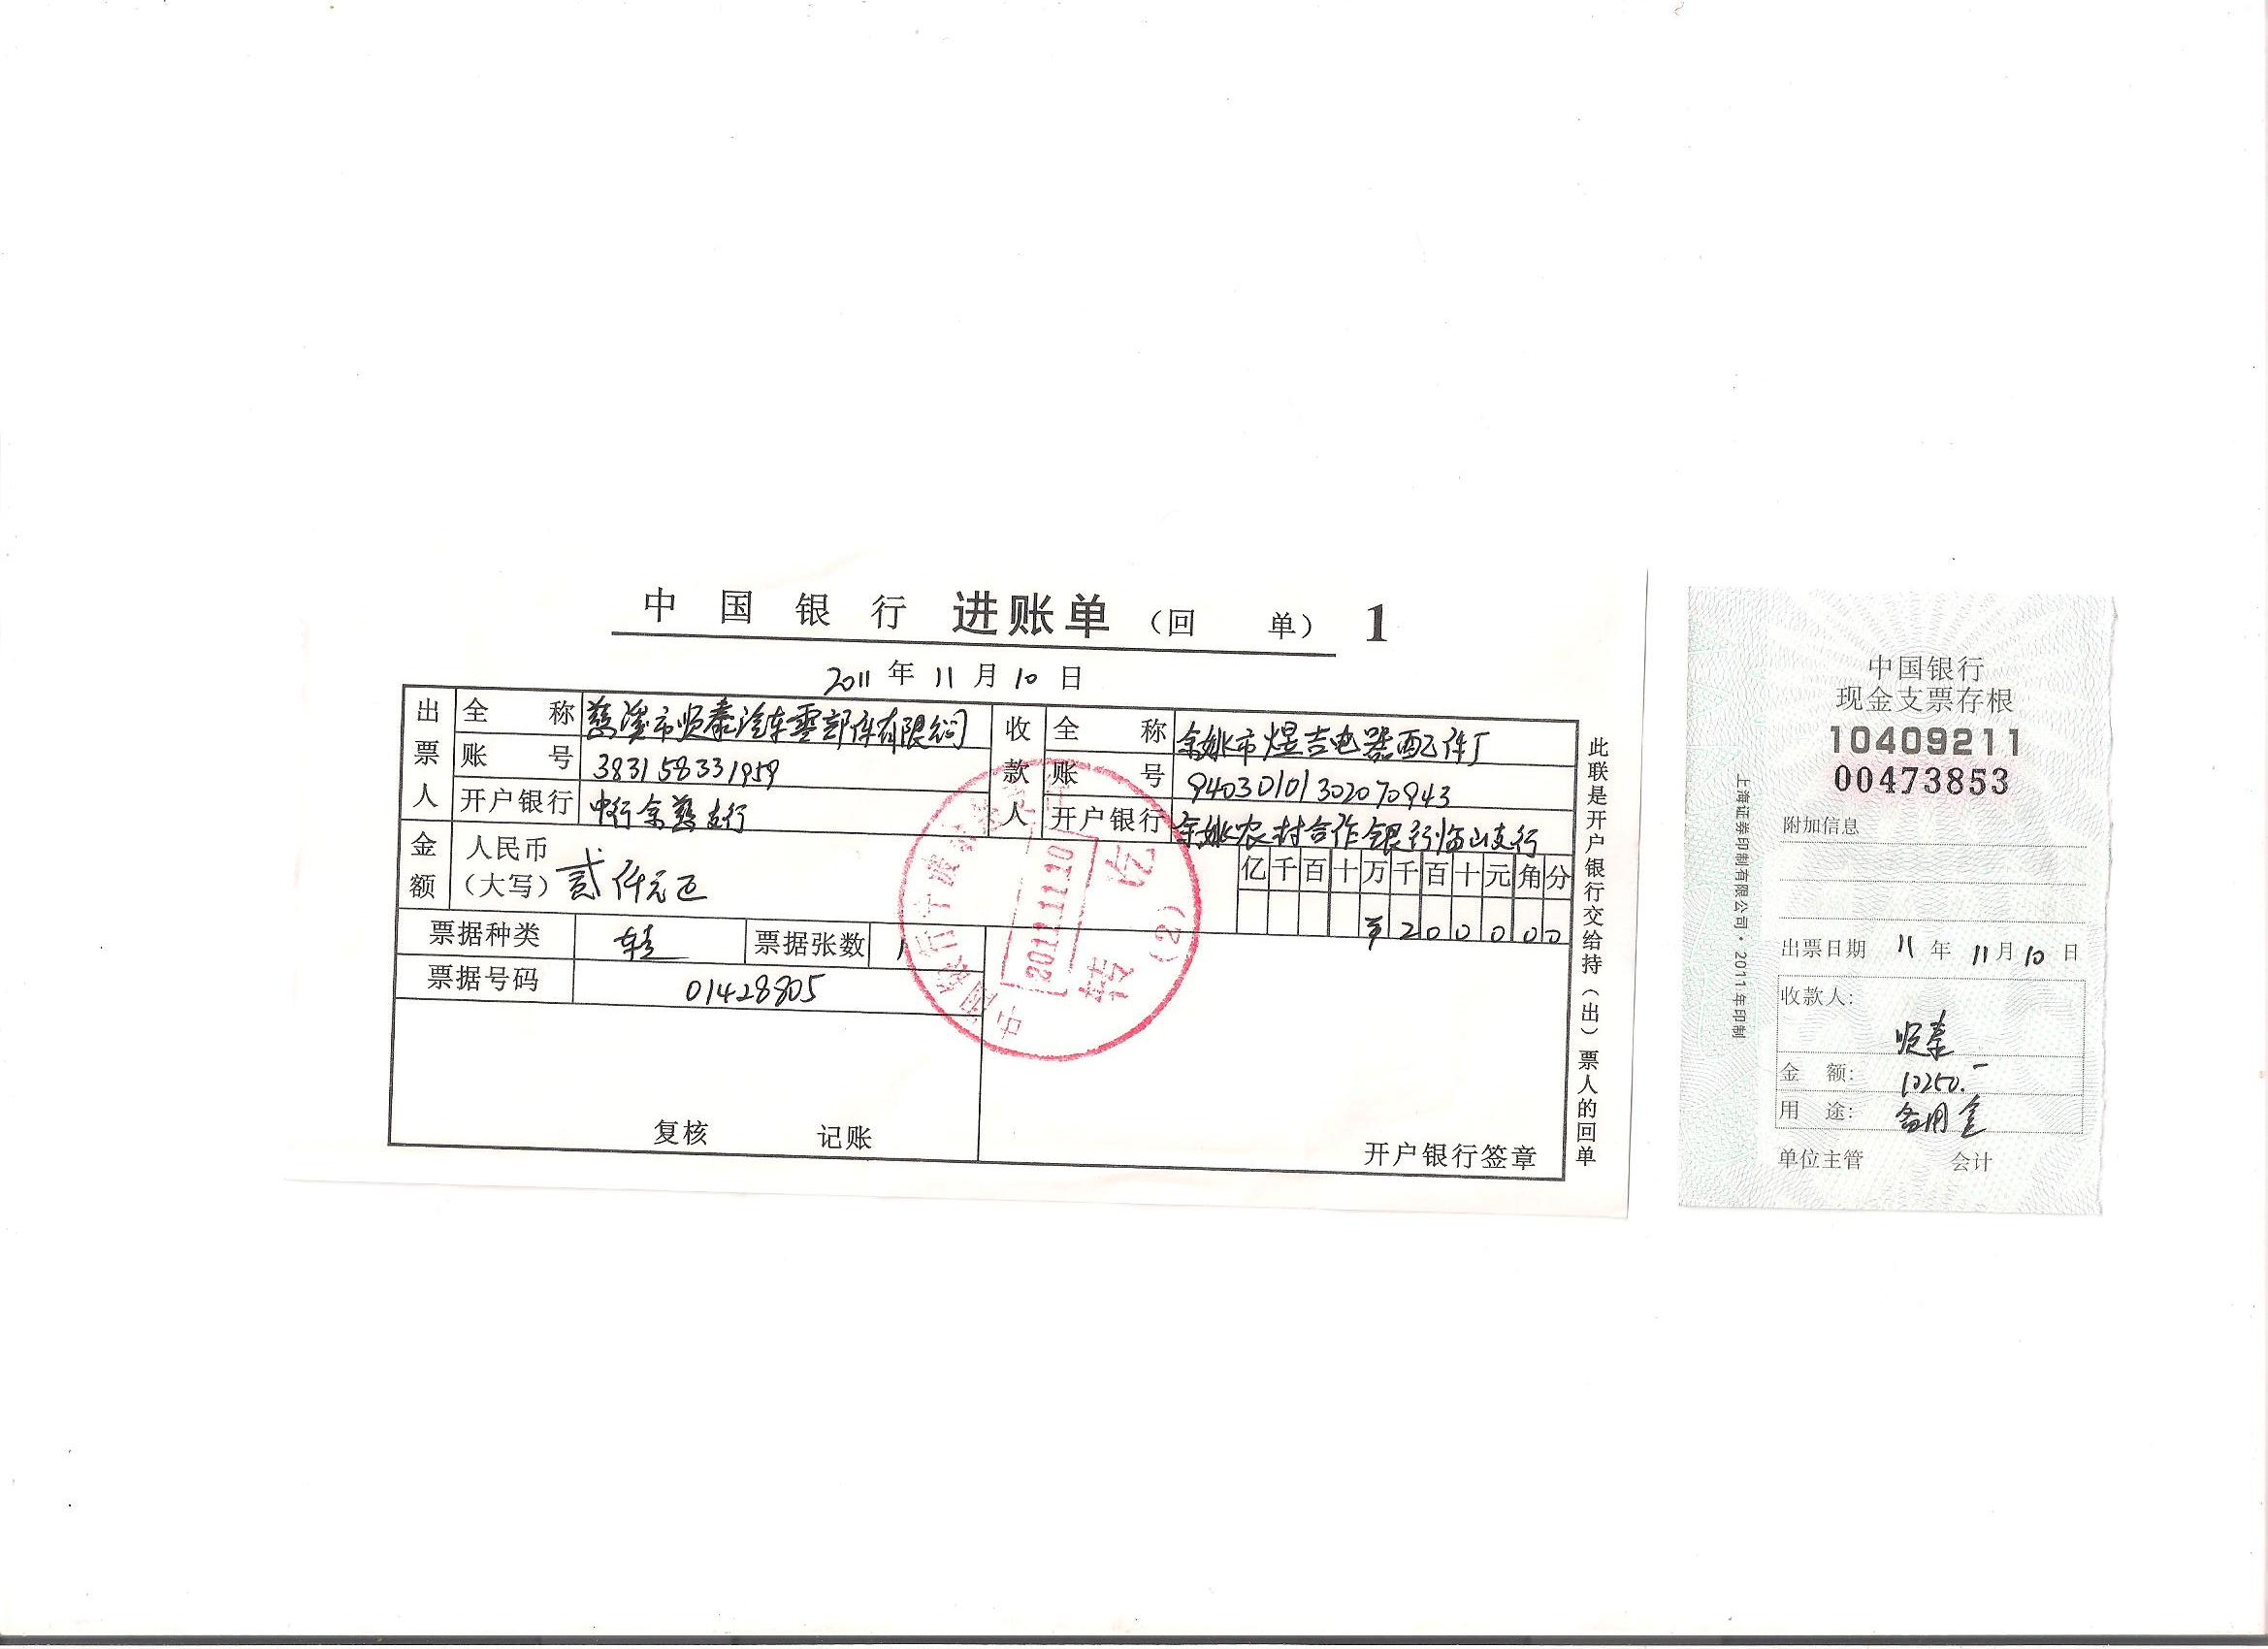 中国银行 进账单 （回 单） 1
2011 年 11 月 10 日
出票人
全称 慈溪市顺泰汽车零部件有限公司
账号 383158331959
开户银行 中行余慈支行
收款人
全称 余姚市煜吉电器配件厂
账号 94030101302070943
开户银行 余姚农村合作银行临山支行
金额 人民币（大写） 贰仟元正
亿 千 百 十 万 千 百 十 元 角 分
¥ 2 0 0 0 0 0
票据种类 转支 票据张数 1
票据号码 01428805
复核 记账
开户银行签章
此联是开户银行交给持（出）票人的回单
中国银行宁波
2011.11.10
转讫
(2)
中国银行
现金支票存根
10409211
00473853
附加信息
出票日期 11 年 11 月 10 日
收款人：
顺泰
金额： 10250.-
用途： 备用金
单位主管 会计
上海证券印制有限公司·2011年印制